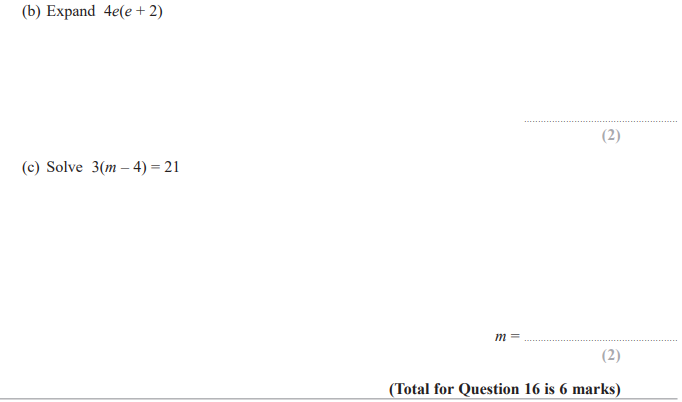 (b) Expand 4e(e + 2)
(2)
(c) Solve 3(m – 4) = 21
m =
(2)
(Total for Question 16 is 6 marks)